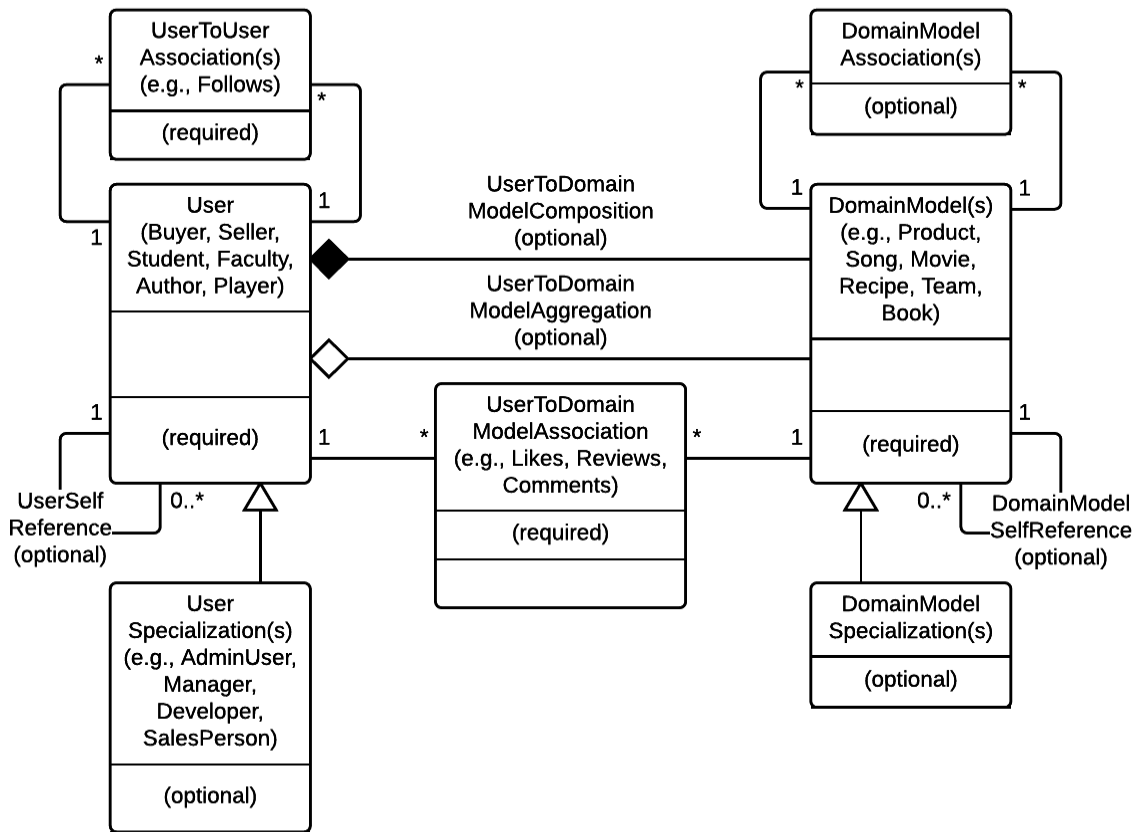 UserToUser
Association(s)
(e.g., Follows)
(required)
*
*
1
1
DomainModel
Association(s)
(optional)
*
*
1
1
User
(Buyer, Seller,
Student, Faculty,
Author, Player)
(required)
UserToDomain
ModelComposition
(optional)
UserToDomain
ModelAggregation
(optional)
DomainModel(s)
(e.g., Product,
Song, Movie,
Recipe, Team,
Book)
(required)
1
*
UserToDomain
ModelAssociation
(e.g., Likes, Reviews,
Comments)
(required)
*
1
1
0..*
UserSelf
Reference
(optional)
1
0..*
DomainModel
SelfReference
(optional)
User
Specialization(s)
(e.g., AdminUser,
Manager,
Developer,
SalesPerson)
(optional)
DomainModel
Specialization(s)
(optional)